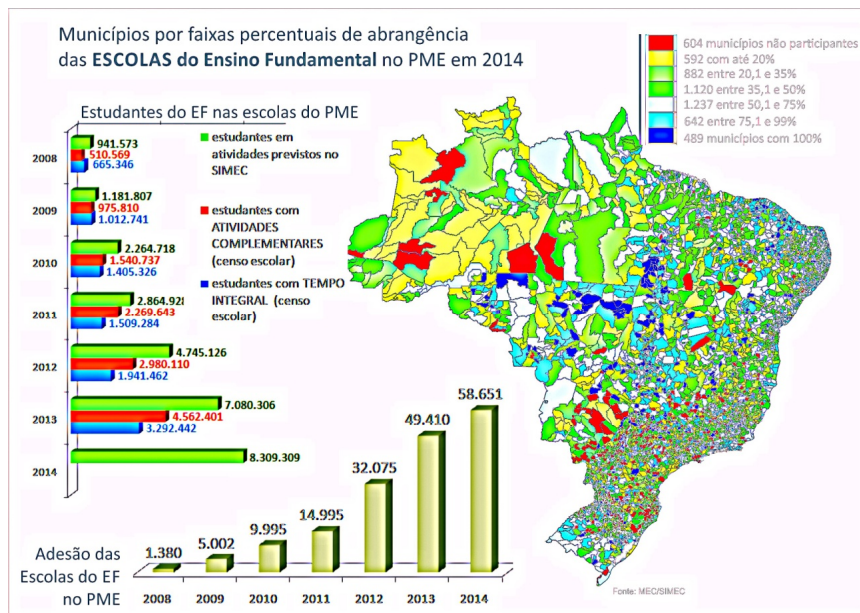 Municípios por faixas percentuais de abrangência
das ESCOLAS do Ensino Fundamental no PME em 2014
604 municípios não participantes
592 com até 20%
882 entre 20,1 e 35%
1.120 entre 35,1 e 50%
1.237 entre 50,1 e 75%
642 entre 75,1 e 99%
489 municípios com 100%
Estudantes do EF nas escolas do PME
estudantes em
atividades previstos no
SIMEC
estudantes com
ATIVIDADES
COMPLEMENTARES
(censo escolar)
estudantes com TEMPO
INTEGRAL (censo
escolar)
2008
941.573
510.569
665.346
2009
1.181.807
975.810
1.012.741
2010
2.264.718
1.540.737
1.405.326
2011
2.864.928
2.269.643
1.509.284
2012
4.745.126
2.980.110
1.941.462
2013
7.080.306
4.562.401
3.292.442
2014
8.309.309
Adesão das
Escolas do EF
no PME
1.380
5.002
9.995
14.995
32.075
49.410
58.651
2008 2009 2010 2011 2012 2013 2014
Fonte: MEC/SIMEC